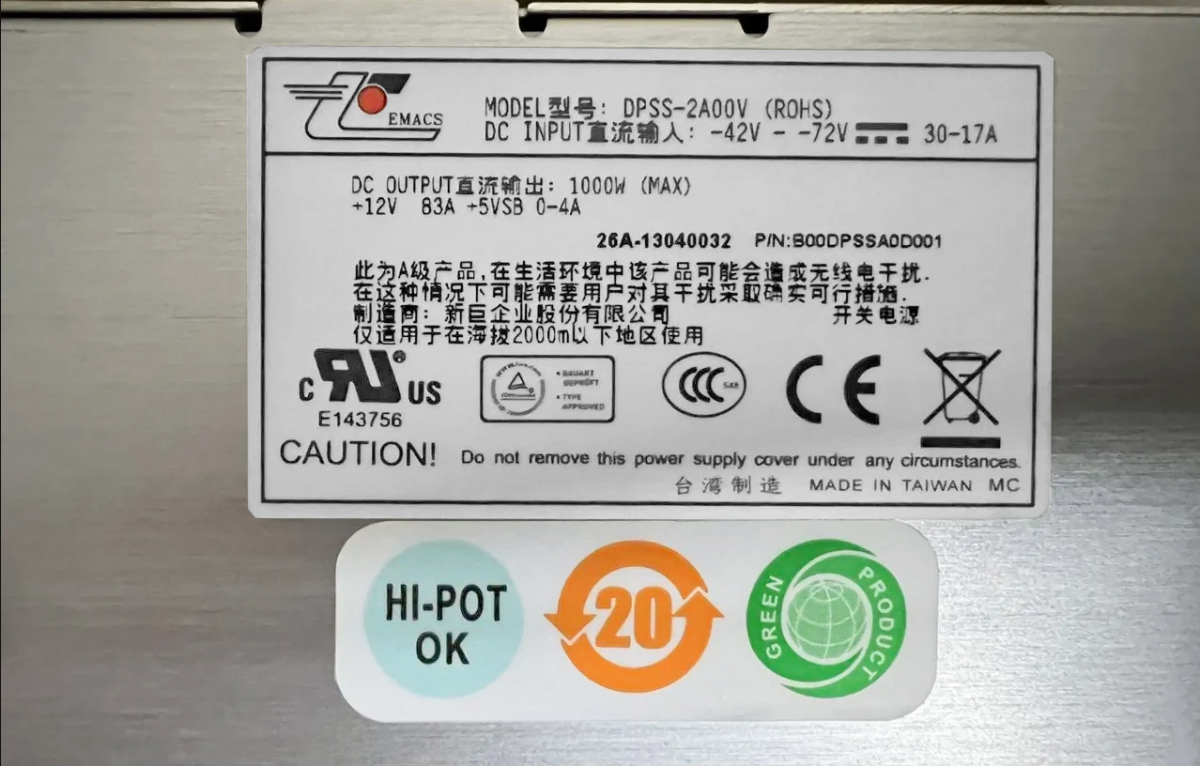 EMACS
MODEL型号: DPSS-2A00V (ROHS)
DC INPUT直流输入: -42V - -72V 30-17A
DC OUTPUT直流输出: 1000W (MAX)
+12V 83A +5VSB 0-4A
26A-13040032 P/N:B00DPSSA0D001
此为A级产品,在生活环境中该产品可能会造成无线电干扰.
在这种情况下可能需要用户对其干扰采取确实可行措施.
制造商: 新巨企业股份有限公司 开关电源
仅适用于在海拔2000m以下地区使用
C RU ® US
E143756
• BAUART GEPRÜFT
• TYPE APPROVED
CCC S&E
CE
CAUTION! Do not remove this power supply cover under any circumstances.
台湾制造 MADE IN TAIWAN MC
HI-POT
OK
20
GREEN PRODUCT